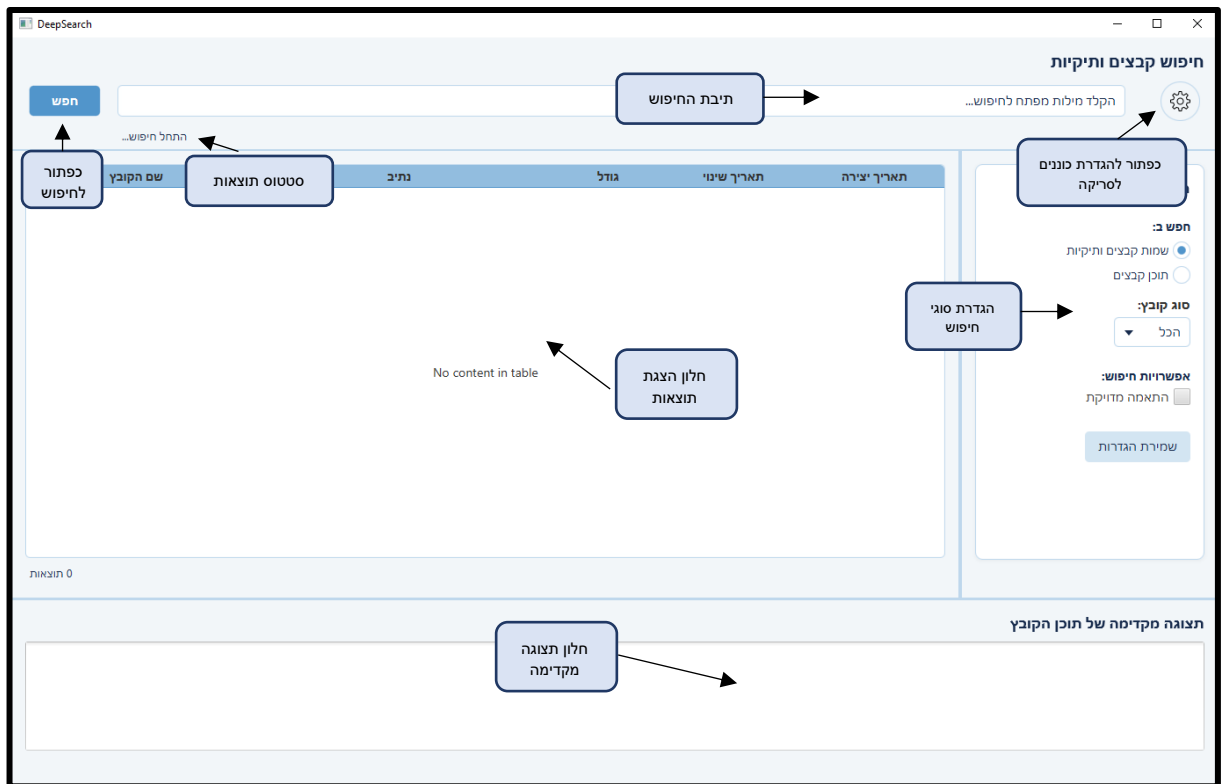 DeepSearch
חיפוש קבצים ותיקיות
הקלד מילות מפתח לחיפוש...
תיבת החיפוש
חפש
התחל חיפוש...
כפתור להגדרת כוננים
לסריקה
כפתור
לחיפוש
סטטוס תוצאות
שם הקובץ
נתיב
גודל
תאריך שינוי
תאריך יצירה
חפש ב:
שמות קבצים ותיקיות
תוכן קבצים
סוג קובץ:
הכל
הגדרת סוגי
חיפוש
אפשרויות חיפוש:
התאמה מדויקת
שמירת הגדרות
No content in table
חלון הצגת
תוצאות
0 תוצאות
תצוגה מקדימה של תוכן הקובץ
חלון תצוגה
מקדימה